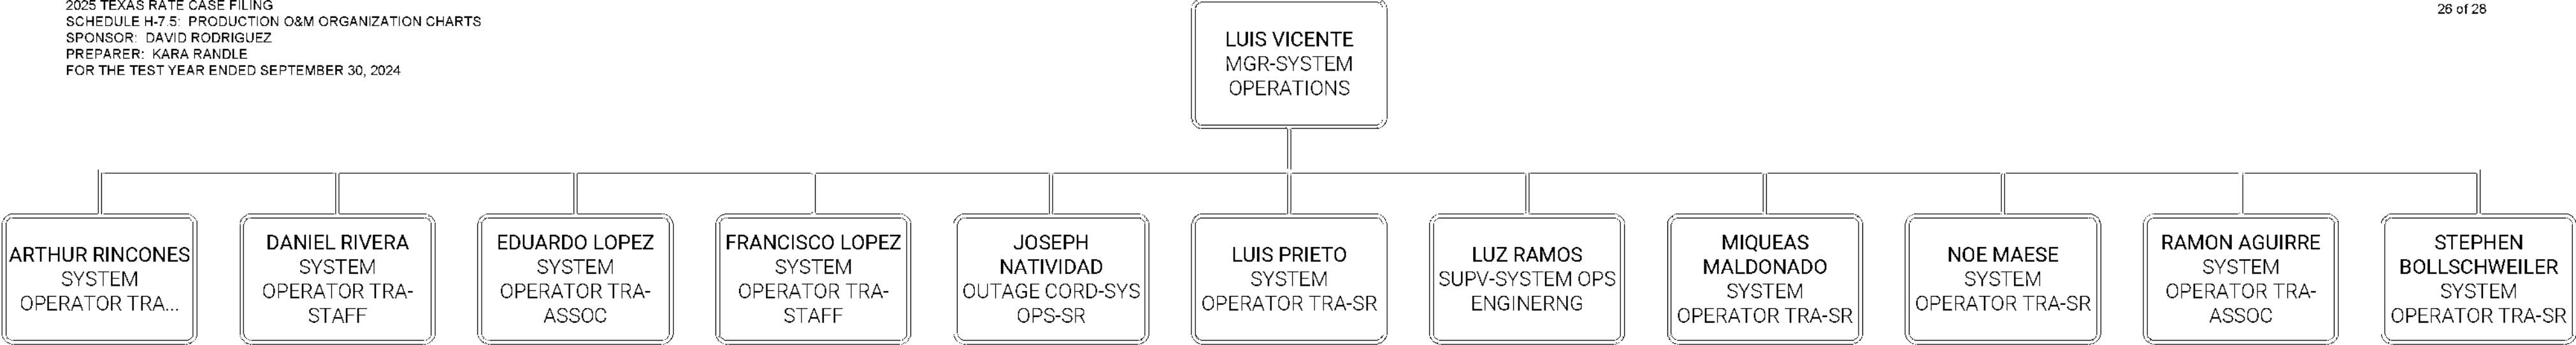 2025 TEXAS RATE CASE FILING
SCHEDULE H-7.5: PRODUCTION O&M ORGANIZATION CHARTS
SPONSOR: DAVID RODRIGUEZ
PREPARER: KARA RANDLE
FOR THE TEST YEAR ENDED SEPTEMBER 30, 2024
26 of 28
LUIS VICENTE
MGR-SYSTEM
OPERATIONS
ARTHUR RINCONES
SYSTEM
OPERATOR TRA...
DANIEL RIVERA
SYSTEM
OPERATOR TRA-
STAFF
EDUARDO LOPEZ
SYSTEM
OPERATOR TRA-
ASSOC
FRANCISCO LOPEZ
SYSTEM
OPERATOR TRA-
STAFF
JOSEPH
NATIVIDAD
OUTAGE CORD-SYS
OPS-SR
LUIS PRIETO
SYSTEM
OPERATOR TRA-SR
LUZ RAMOS
SUPV-SYSTEM OPS
ENGINERNG
MIQUEAS
MALDONADO
SYSTEM
OPERATOR TRA-SR
NOE MAESE
SYSTEM
OPERATOR TRA-SR
RAMON AGUIRRE
SYSTEM
OPERATOR TRA-
ASSOC
STEPHEN
BOLLSCHWEILER
SYSTEM
OPERATOR TRA-SR